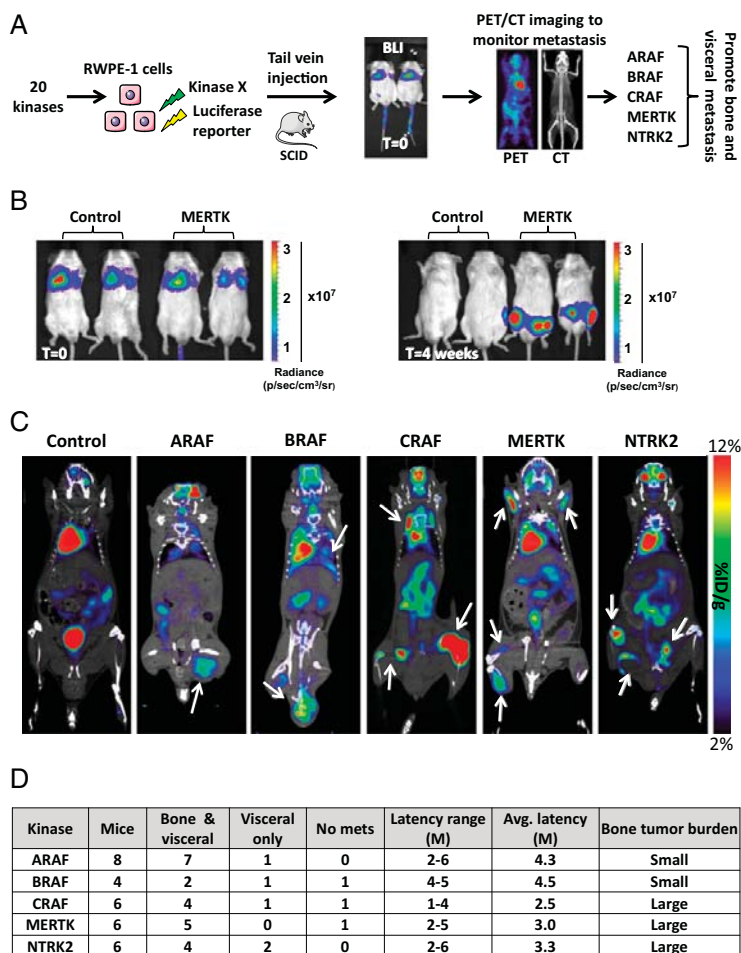 A
20
kinases
RWPE-1 cells
Kinase X
Luciferase
reporter
Tail vein
injection
SCID
BLI
T=0
PET/CT imaging to
monitor metastasis
PET CT
ARAF
BRAF
CRAF
MERTK
NTRK2
Promote bone and
visceral metastasis
B
Control MERTK
T=0
3
2
1
x10⁷
Radiance
(p/sec/cm³/sr)
Control MERTK
T=4 weeks
3
2
1
x10⁷
Radiance
(p/sec/cm³/sr)
C
Control ARAF BRAF CRAF MERTK NTRK2
12%
%ID/g
2%
D
Kinase Mice Bone & visceral Visceral only No mets Latency range (M) Avg. latency (M) Bone tumor burden
ARAF 8 7 1 0 2-6 4.3 Small
BRAF 4 2 1 1 4-5 4.5 Small
CRAF 6 4 1 1 1-4 2.5 Large
MERTK 6 5 0 1 2-5 3.0 Large
NTRK2 6 4 2 0 2-6 3.3 Large